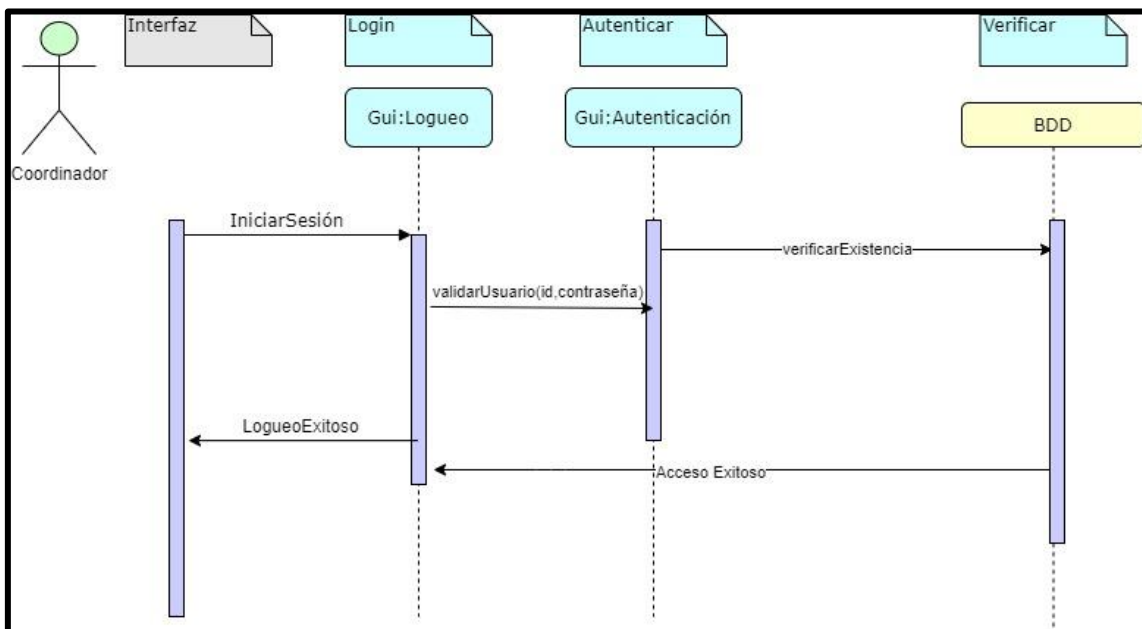 Interfaz
Login
Autenticar
Verificar
Gui:Logueo
Gui:Autenticación
BDD
Coordinador
IniciarSesión
verificarExistencia
validarUsuario(id,contraseña)
LogueoExitoso
Acceso Exitoso